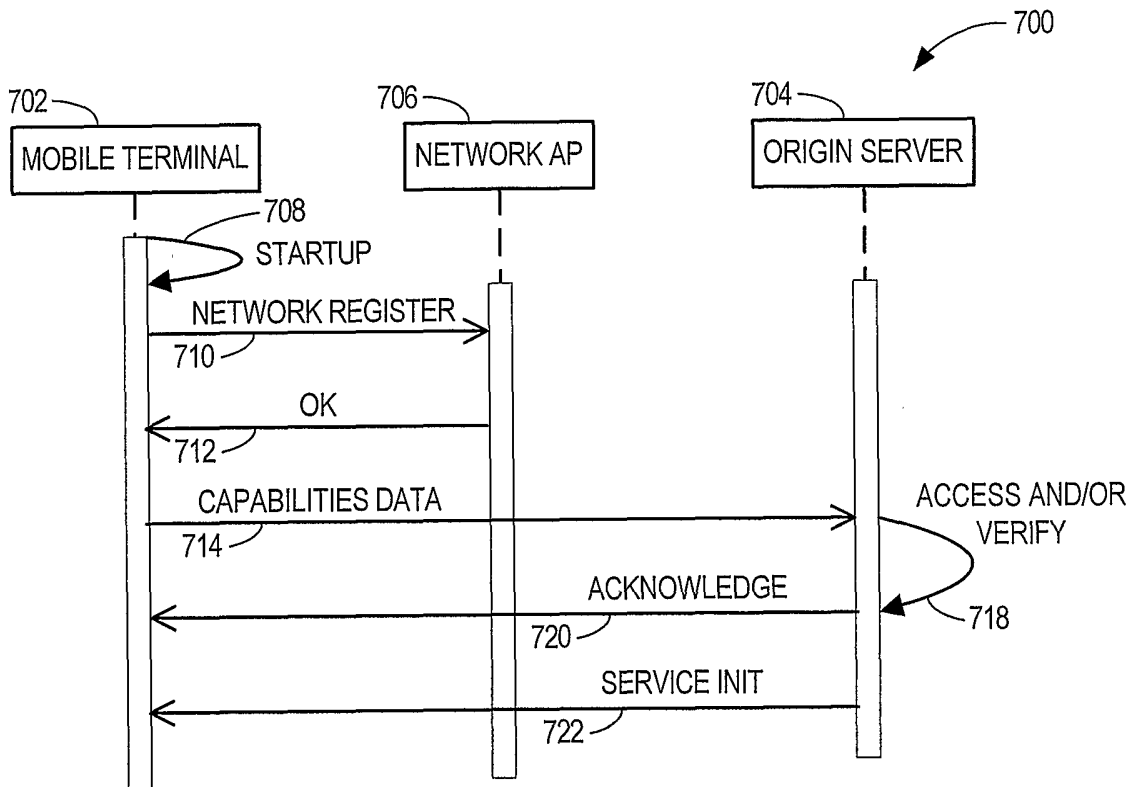 700
702
706
704
MOBILE TERMINAL
NETWORK AP
ORIGIN SERVER
708
STARTUP
NETWORK REGISTER
710
OK
712
CAPABILITIES DATA
714
ACCESS AND/OR
VERIFY
718
ACKNOWLEDGE
720
SERVICE INIT
722